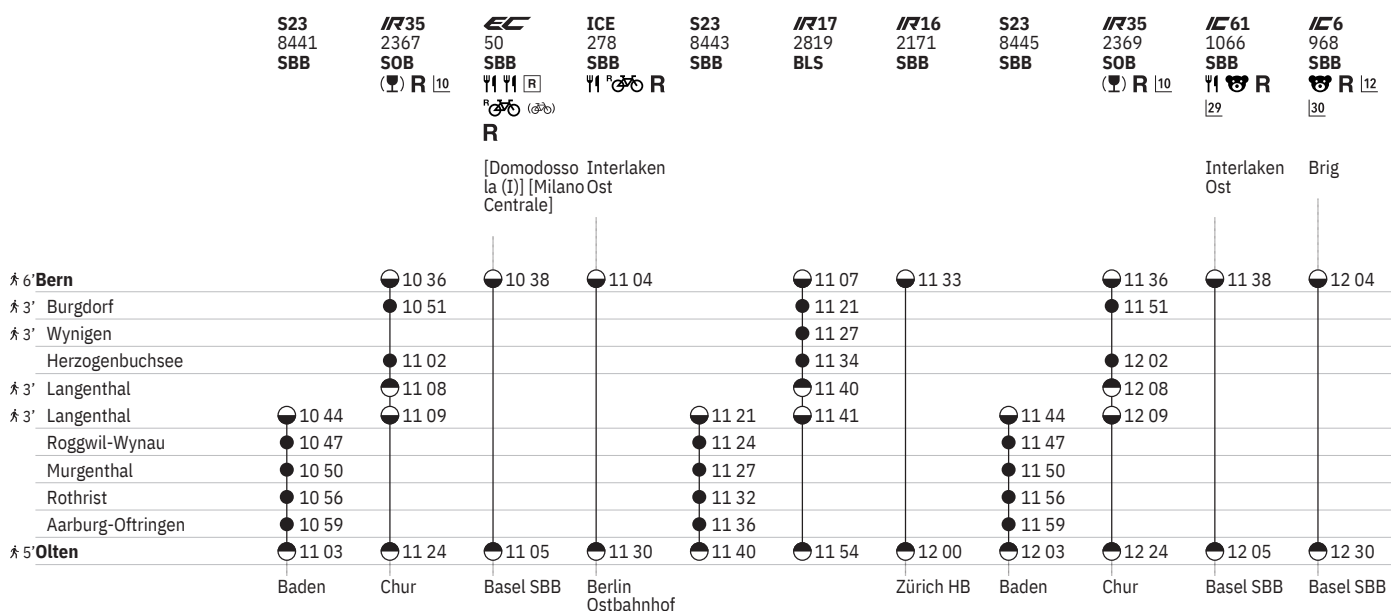 S23 IR35 EC ICE S23 IR17 IR16 S23 IR35 IC61 IC6
8441 2367 50 278 8443 2819 2171 8445 2369 1066 968
SBB SOB SBB SBB SBB BLS SBB SBB SOB SBB SBB
R 10 R R R R 10 R R 12
R 29 30
R
[Domodosso Interlaken Interlaken Brig
la (I)] [Milano Ost Ost
Centrale]
6' Bern 10 36 10 38 11 04 11 07 11 33 11 36 11 38 12 04
3' Burgdorf 10 51 11 21 11 51
3' Wynigen 11 27
Herzogenbuchsee 11 02 11 34 12 02
3' Langenthal 11 08 11 40 12 08
3' Langenthal 10 44 11 09 11 21 11 41 11 44 12 09
Roggwil-Wynau 10 47 11 24 11 47
Murgenthal 10 50 11 27 11 50
Rothrist 10 56 11 32 11 56
Aarburg-Oftringen 10 59 11 36 11 59
5' Olten 11 03 11 24 11 05 11 30 11 40 11 54 12 00 12 03 12 24 12 05 12 30
Baden Chur Basel SBB Berlin Zürich HB Baden Chur Basel SBB Basel SBB
Ostbahnhof